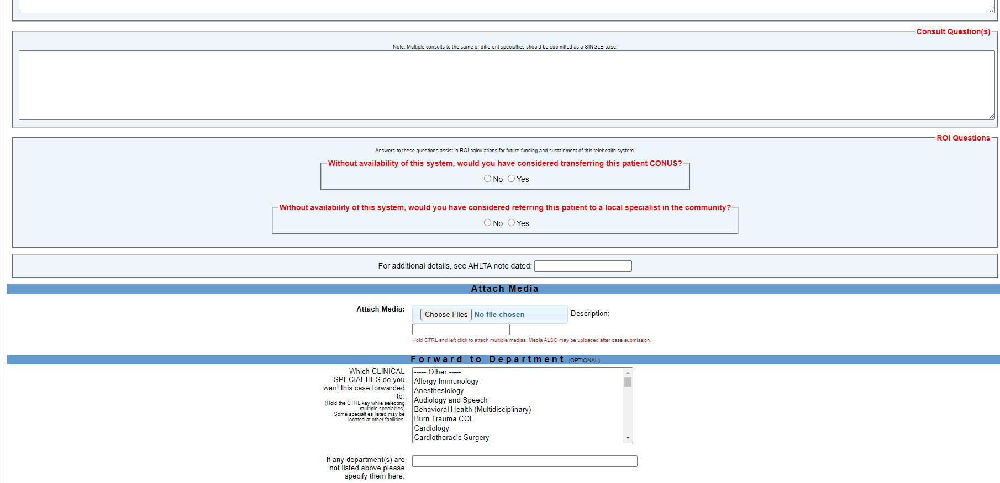 Consult Question(s)
Note: Multiple consults to the same or different specialties should be submitted as a SINGLE case.
ROI Questions
Answers to these questions assist in ROI calculations for future funding and sustainment of this telehealth system.
Without availability of this system, would you have considered transferring this patient CONUS?
No Yes
Without availability of this system, would you have considered referring this patient to a local specialist in the community?
No Yes
For additional details, see AHLTA note dated:
Attach Media
Attach Media: Choose Files No file chosen Description:
Hold CTRL and left click to attach multiple medias. Media ALSO may be uploaded after case submission.
Forward to Department (OPTIONAL)
Which CLINICAL
SPECIALTIES do you
want this case forwarded
to:
(Hold the CTRL key while selecting
multiple specialties)
Some specialties listed may be
located at other facilities.
----- Other -----
Allergy Immunology
Anesthesiology
Audiology and Speech
Behavioral Health (Multidisciplinary)
Burn Trauma COE
Cardiology
Cardiothoracic Surgery
If any department(s) are
not listed above please
specify them here: